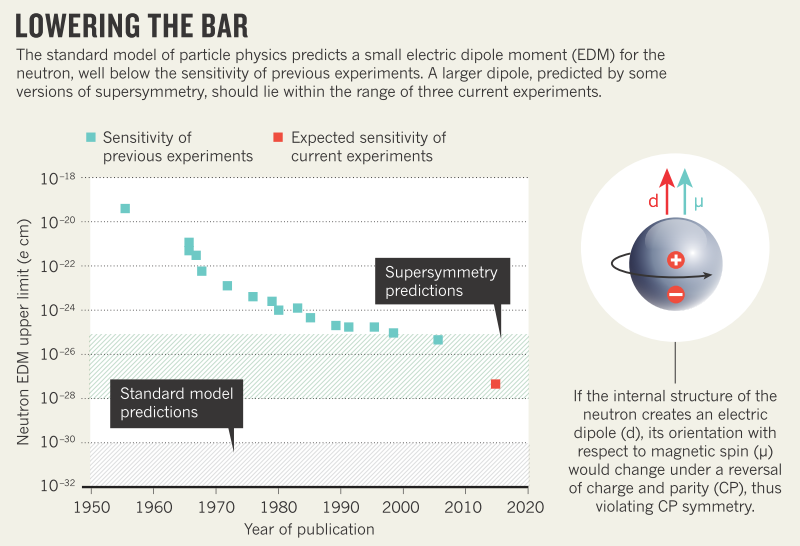 LOWERING THE BAR
The standard model of particle physics predicts a small electric dipole moment (EDM) for the
neutron, well below the sensitivity of previous experiments. A larger dipole, predicted by some
versions of supersymmetry, should lie within the range of three current experiments.
Sensitivity of
previous experiments
Expected sensitivity of
current experiments
Neutron EDM upper limit (e cm)
10⁻¹⁸
10⁻²⁰
10⁻²²
10⁻²⁴
10⁻²⁶
10⁻²⁸
10⁻³⁰
10⁻³²
Supersymmetry
predictions
Standard model
predictions
1950 1960 1970 1980 1990 2000 2010 2020
Year of publication
d μ
+
−
If the internal structure of the
neutron creates an electric
dipole (d), its orientation with
respect to magnetic spin (μ)
would change under a reversal
of charge and parity (CP), thus
violating CP symmetry.